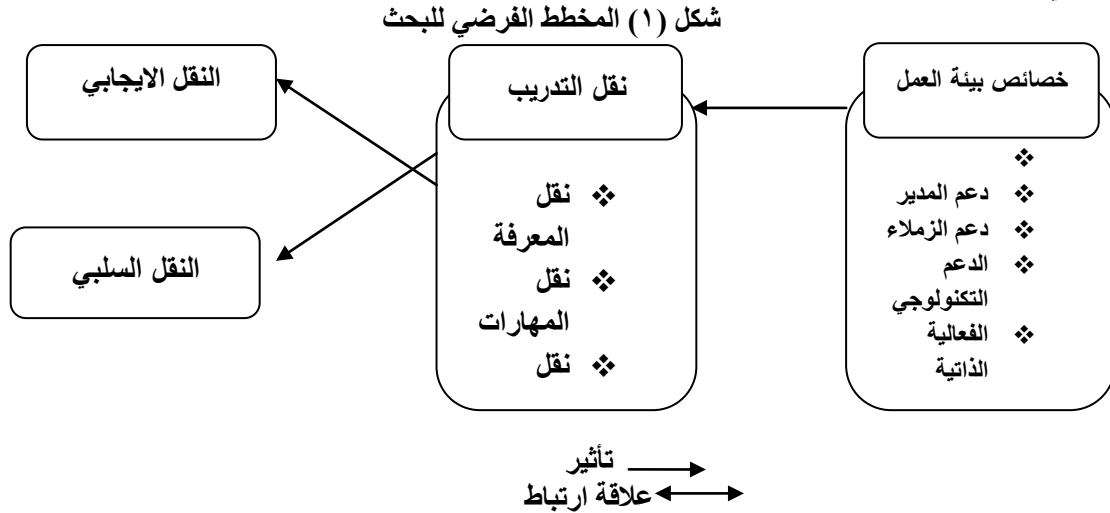 شكل (١) المخطط الفرضي للبحث
خصائص بيئة العمل
❖
❖ دعم المدير
❖ دعم الزملاء
❖ الدعم
التكنولوجي
❖ الفعالية
الذاتية
نقل التدريب
❖ نقل
المعرفة
❖ نقل
المهارات
❖ نقل
النقل الايجابي
النقل السلبي
تأثير
علاقة ارتباط